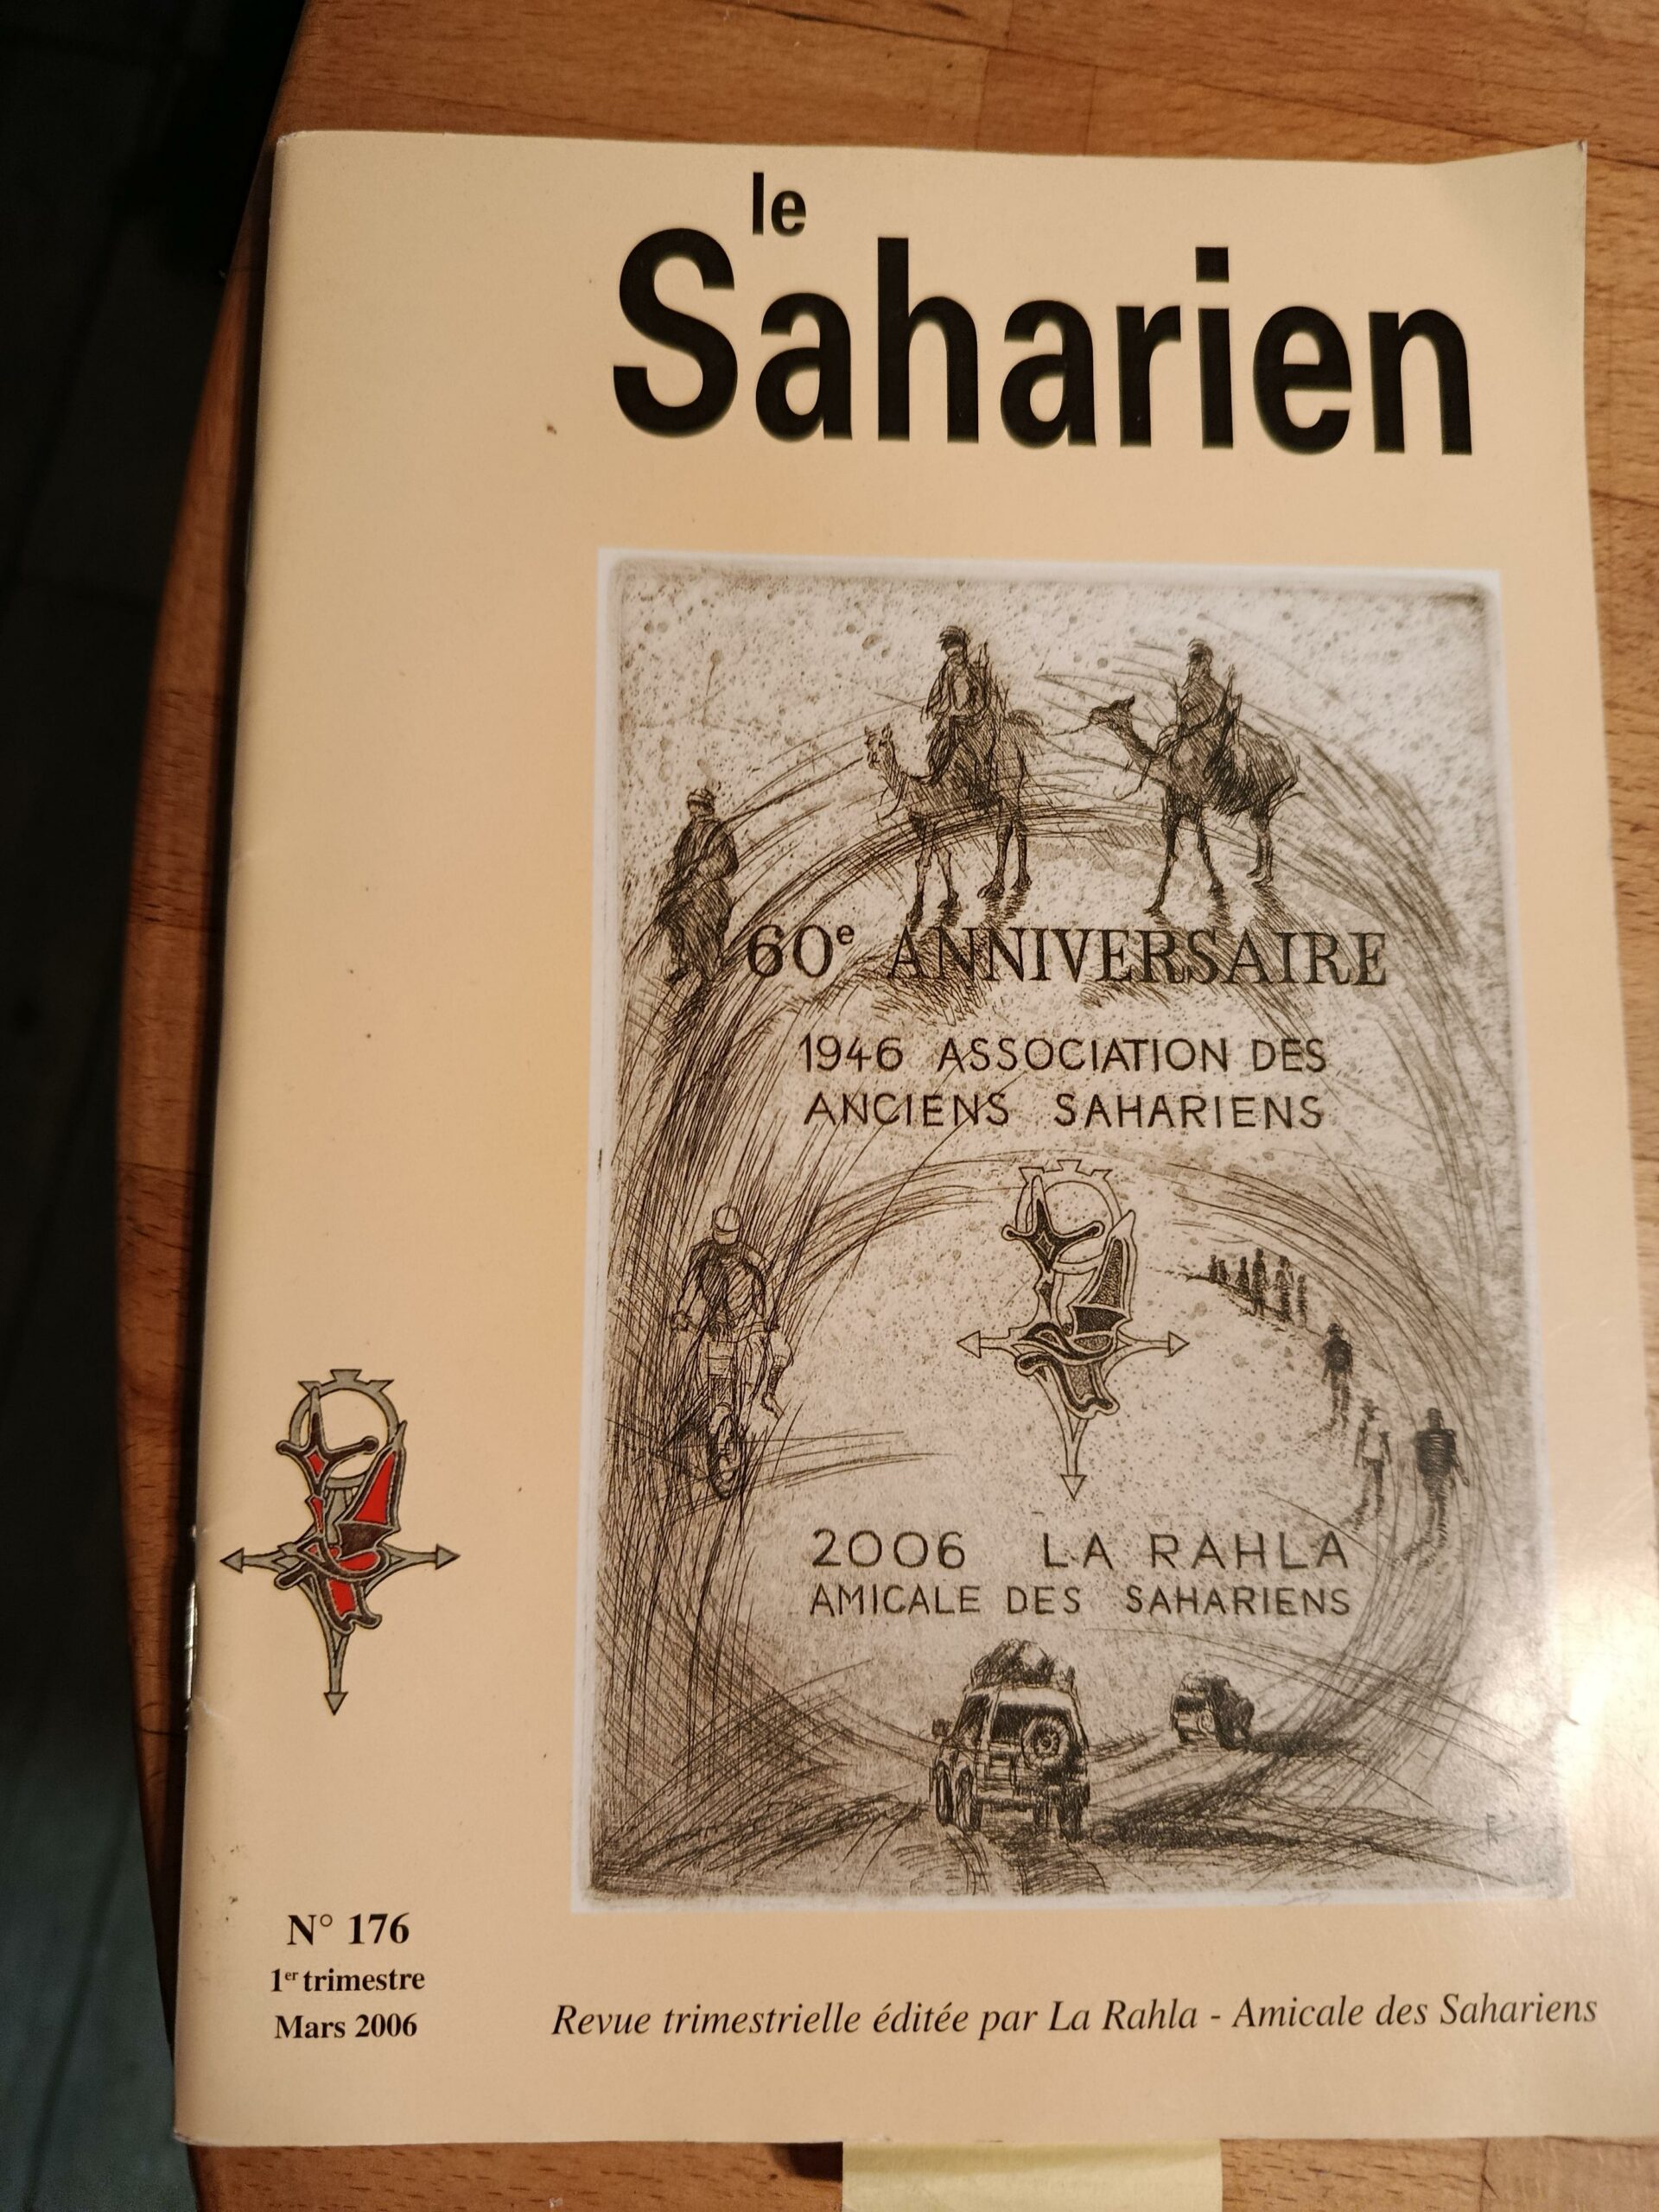 le
Saharien
60e ANNIVERSAIRE
1946 ASSOCIATION DES
ANCIENS SAHARIENS
2006 LA RAHLA
AMICALE DES SAHARIENS
N° 176
1er trimestre
Mars 2006
Revue trimestrielle éditée par La Rahla - Amicale des Sahariens